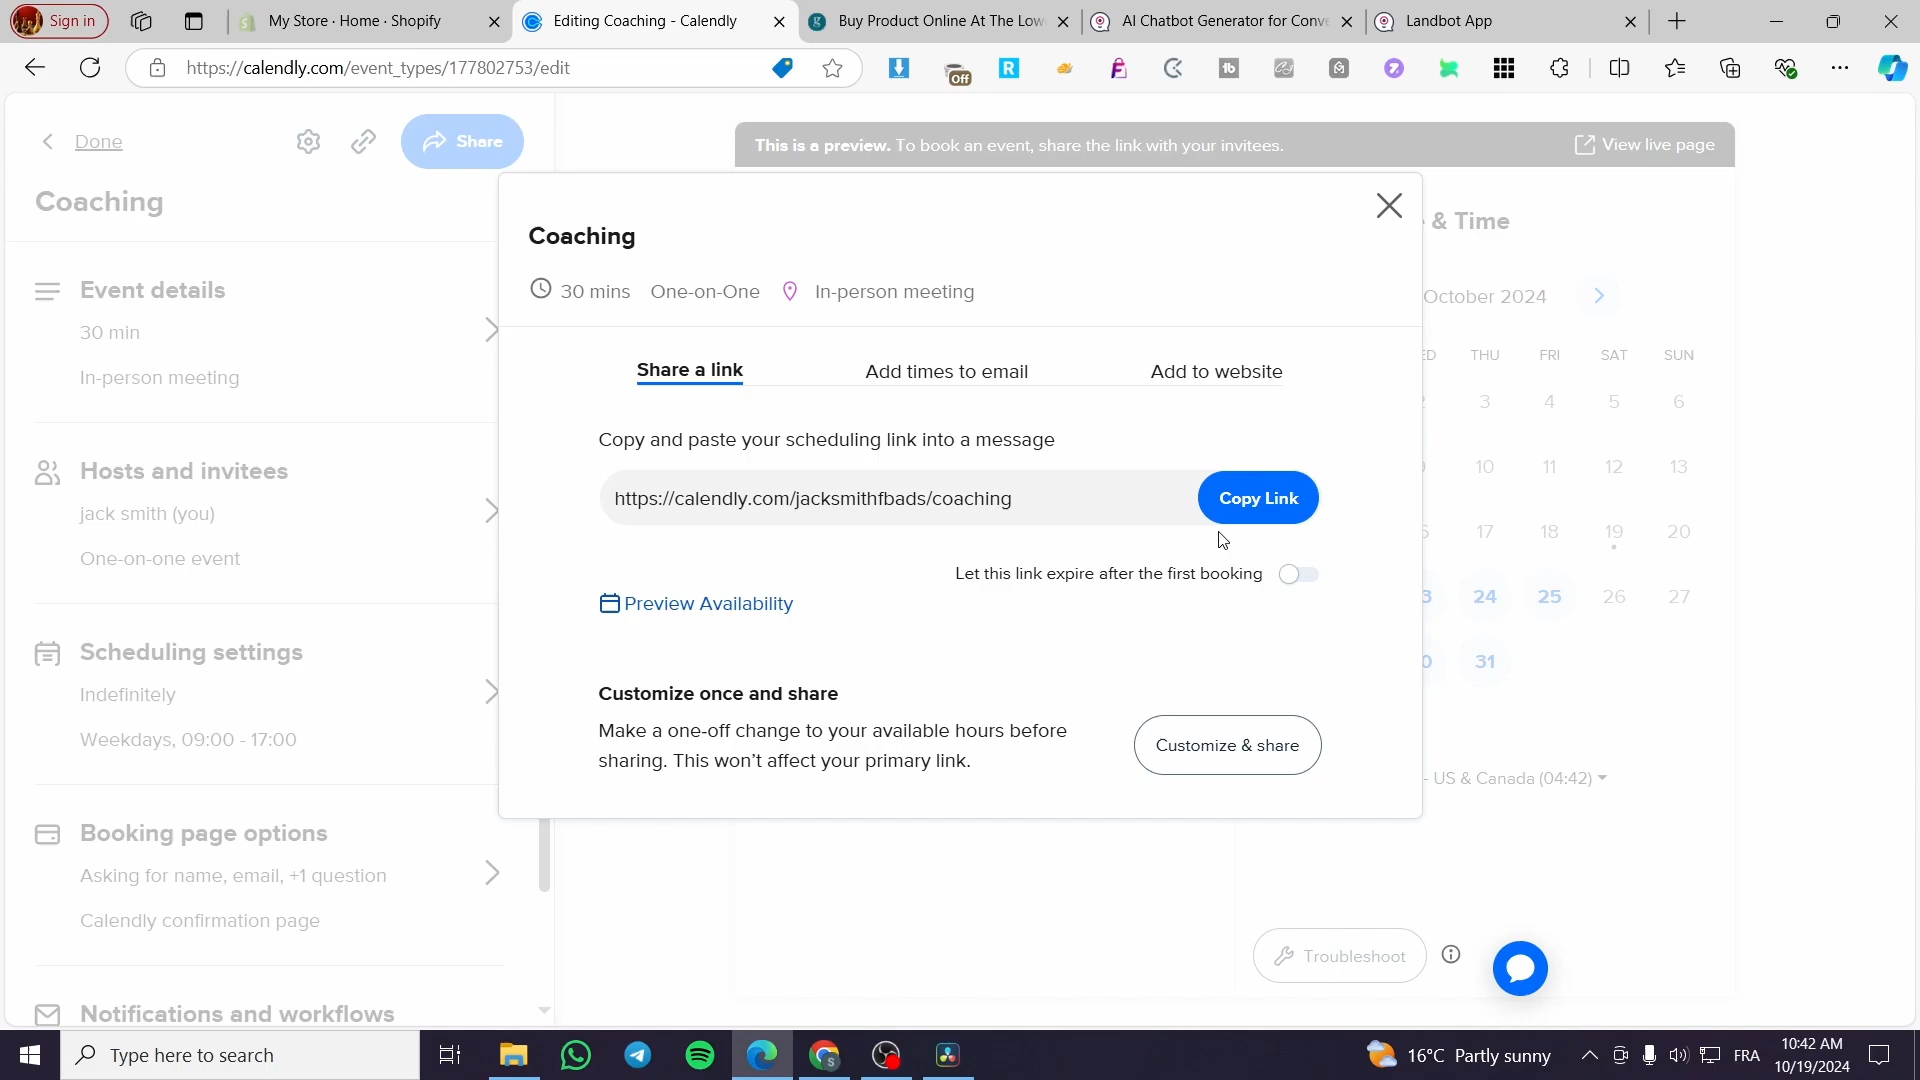 Sign in
My Store · Home · Shopify
Editing Coaching - Calendly
Buy Product Online At The Low
AI Chatbot Generator for Conve
Landbot App
https://calendly.com/event_types/177802753/edit
Off
Done
Share
This is a preview. To book an event, share the link with your invitees.
View live page
Coaching
Event details
30 min
In-person meeting
Hosts and invitees
jack smith (you)
One-on-one event
Scheduling settings
Indefinitely
Weekdays, 09:00 - 17:00
Booking page options
Asking for name, email, +1 question
Calendly confirmation page
Notifications and workflows
Coaching
30 mins One-on-One In-person meeting
Share a link
Add times to email
Add to website
Copy and paste your scheduling link into a message
https://calendly.com/jacksmithfbads/coaching
Copy Link
Let this link expire after the first booking
Preview Availability
Customize once and share
Make a one-off change to your available hours before
sharing. This won't affect your primary link.
Customize & share
& Time
October 2024
THU FRI SAT SUN
3 4 5 6
10 11 12 13
17 18 19 20
24 25 26 27
31
- US & Canada (04:42)
Troubleshoot
Type here to search
16°C Partly sunny
FRA
10:42 AM
10/19/2024